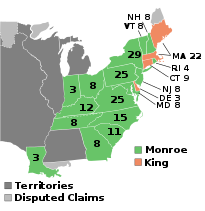 NH 8
VT 8
29
MA 22
RI 4
CT 9
25
NJ 8
DE 3
MD 8
3
8
25
12
15
8
11
8
3
Monroe
King
Territories
Disputed Claims